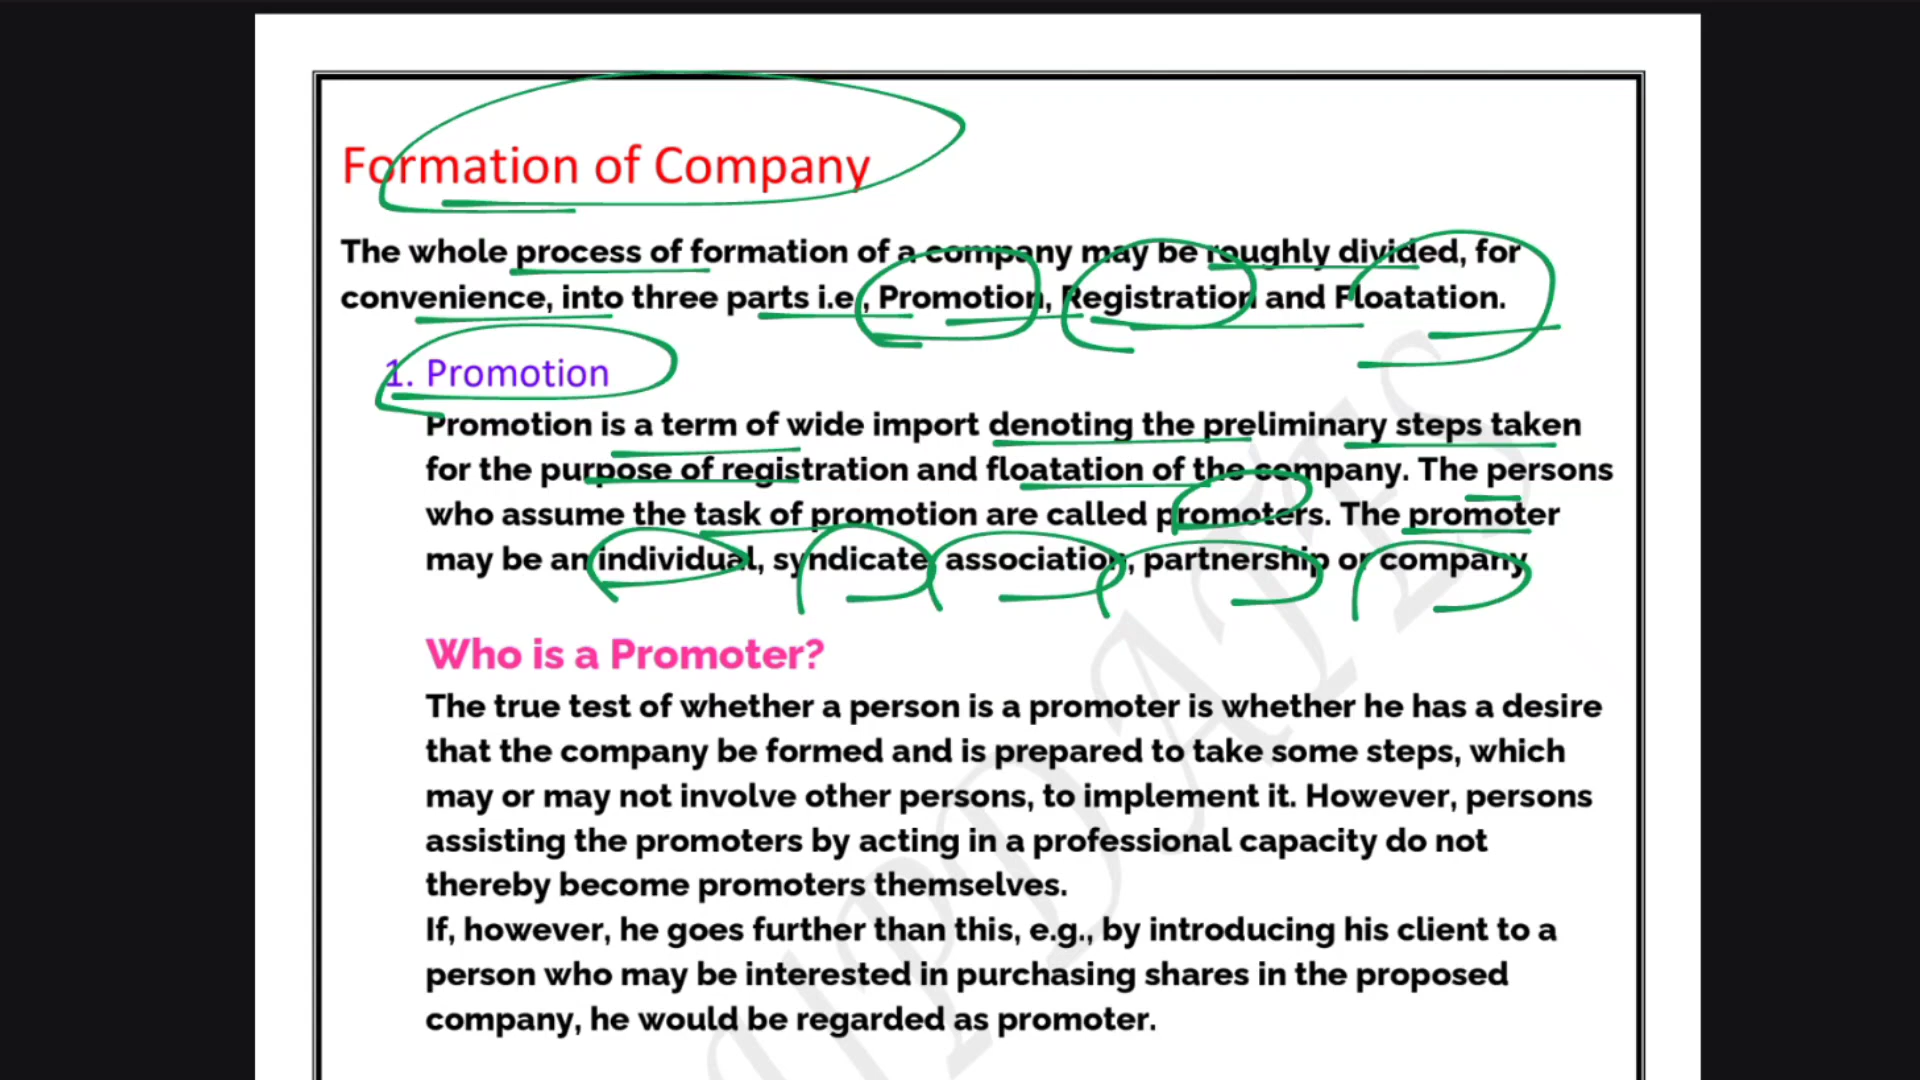 Formation of Company
The whole process of formation of a company may be roughly divided, for
convenience, into three parts i.e., Promotion, Registration and Floatation.
1. Promotion
Promotion is a term of wide import denoting the preliminary steps taken
for the purpose of registration and floatation of the company. The persons
who assume the task of promotion are called promoters. The promoter
may be an individual, syndicate, association, partnership or company
Who is a Promoter?
The true test of whether a person is a promoter is whether he has a desire
that the company be formed and is prepared to take some steps, which
may or may not involve other persons, to implement it. However, persons
assisting the promoters by acting in a professional capacity do not
thereby become promoters themselves.
If, however, he goes further than this, e.g., by introducing his client to a
person who may be interested in purchasing shares in the proposed
company, he would be regarded as promoter.
UPDATES